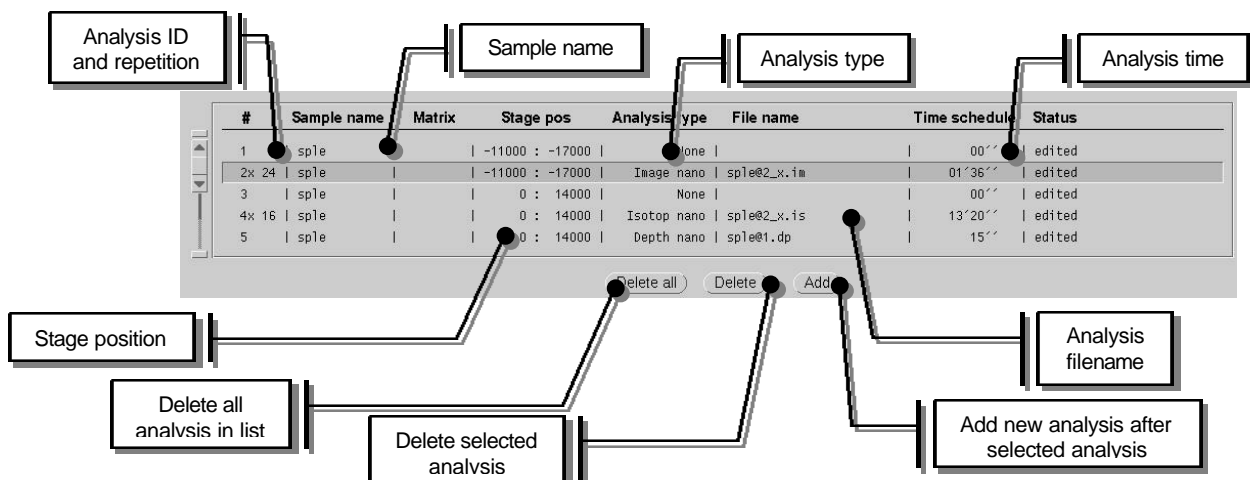 Analysis ID
and repetition
Sample name
Analysis type
Analysis time
# Sample name Matrix Stage pos Analysis type File name Time schedule Status
1 | sple | | -11000 : -17000 | None | | 00´´ | edited
2x 24 | sple | | -11000 : -17000 | Image nano | sple@2_x.im | 01´36´´ | edited
3 | sple | | 0 : 14000 | None | | 00´´ | edited
4x 16 | sple | | 0 : 14000 | Isotop nano | sple@2_x.is | 13´20´´ | edited
5 | sple | | 0 : 14000 | Depth nano | sple@1.dp | 15´´ | edited
Delete all Delete Add
Stage position
Analysis
filename
Delete all
analysis in list
Delete selected
analysis
Add new analysis after
selected analysis